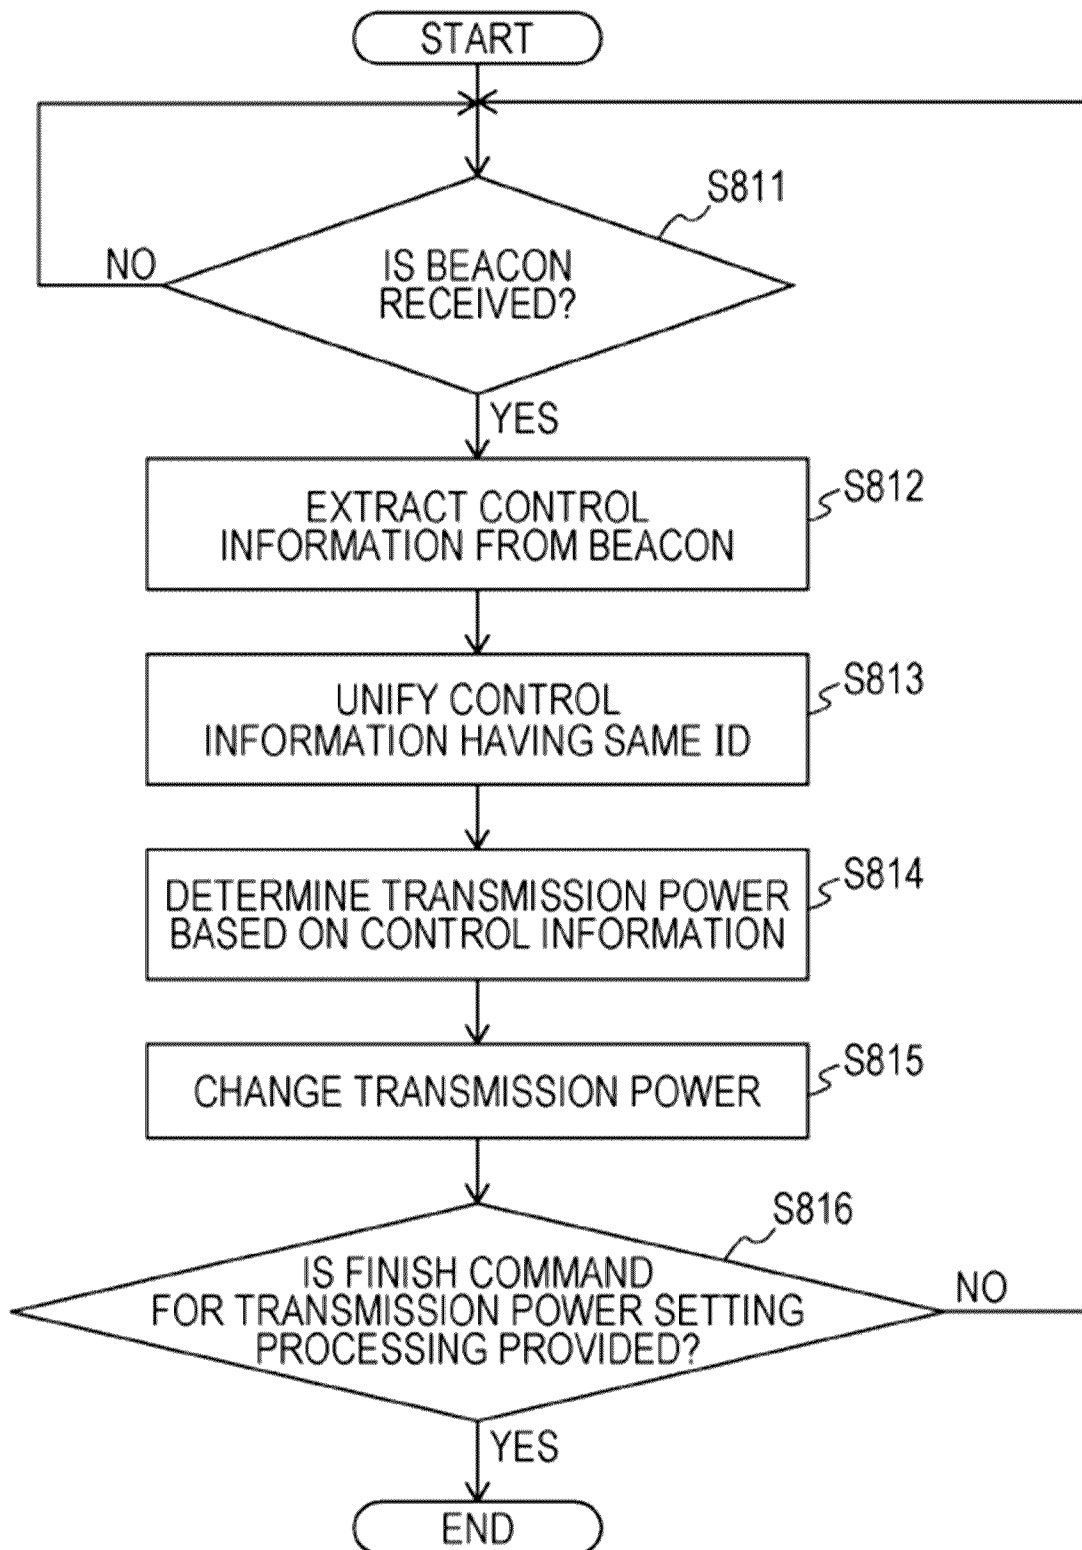 START
S811
IS BEACON
RECEIVED?
NO
YES
EXTRACT CONTROL
INFORMATION FROM BEACON
S812
UNIFY CONTROL
INFORMATION HAVING SAME ID
S813
DETERMINE TRANSMISSION POWER
BASED ON CONTROL INFORMATION
S814
CHANGE TRANSMISSION POWER
S815
S816
IS FINISH COMMAND
FOR TRANSMISSION POWER SETTING
PROCESSING PROVIDED?
NO
YES
END